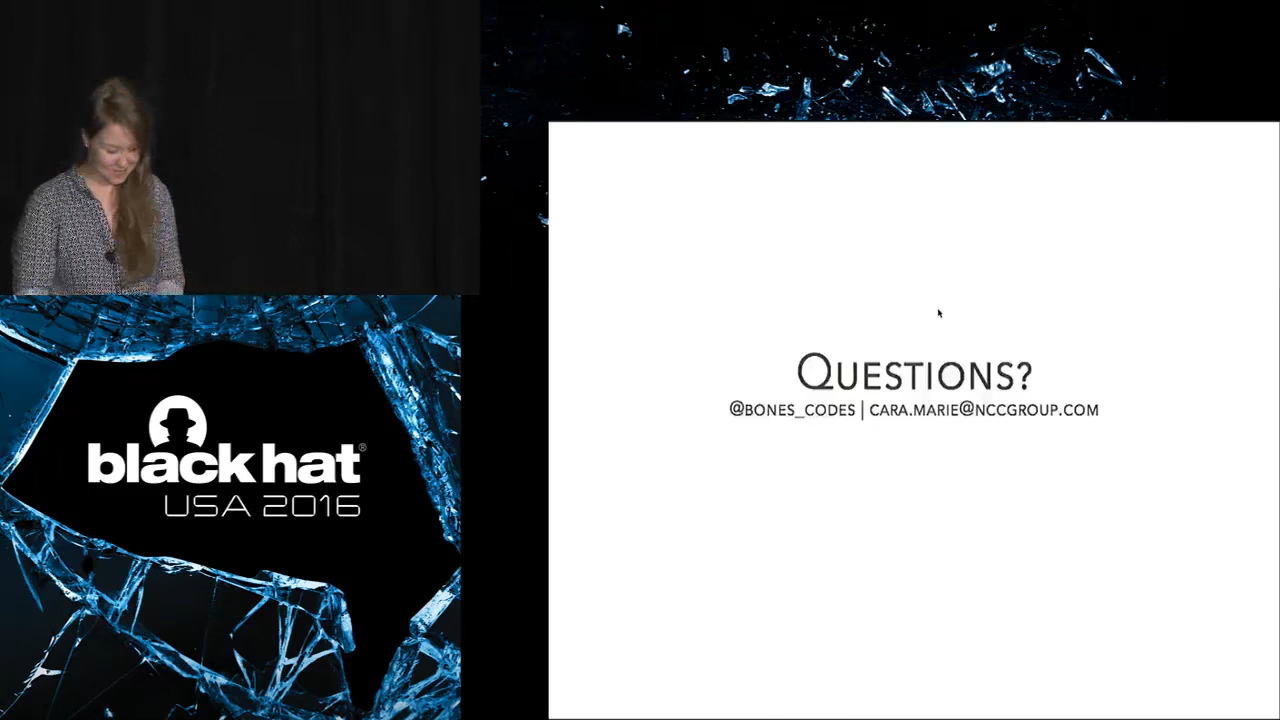 black hat®
USA 2016
QUESTIONS?
@BONES_CODES | CARA.MARIE@NCCGROUP.COM